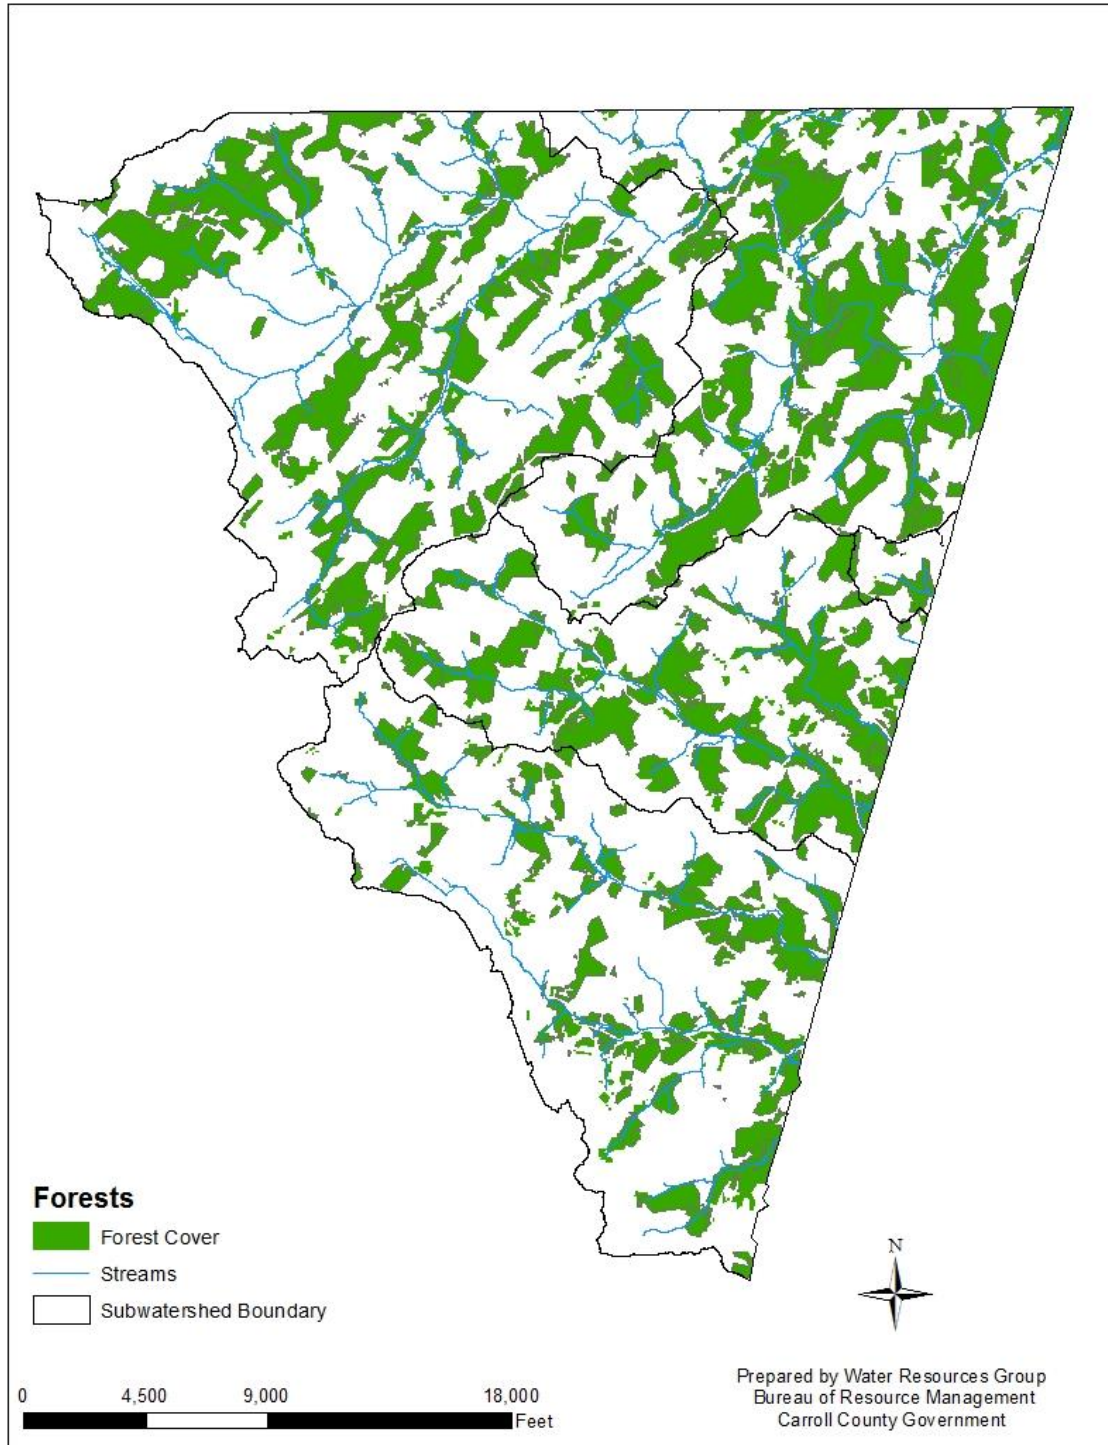 Forests
Forest Cover
Streams
Subwatershed Boundary
N
0 4,500 9,000 18,000
Feet
Prepared by Water Resources Group
Bureau of Resource Management
Carroll County Government